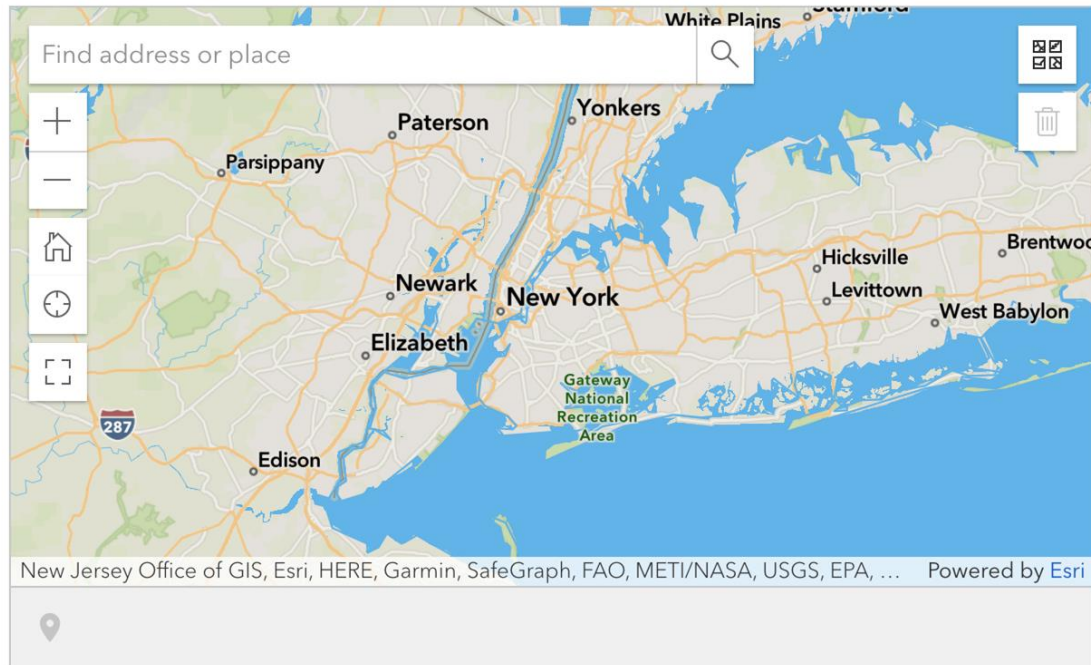 Stamford
White Plains
Find address or place
Yonkers
Paterson
Parsippany
Brentwoo
Hicksville
Newark
New York
Levittown
West Babylon
Elizabeth
Gateway
National
Recreation
Area
287
Edison
New Jersey Office of GIS, Esri, HERE, Garmin, SafeGraph, FAO, METI/NASA, USGS, EPA, ... Powered by Esri